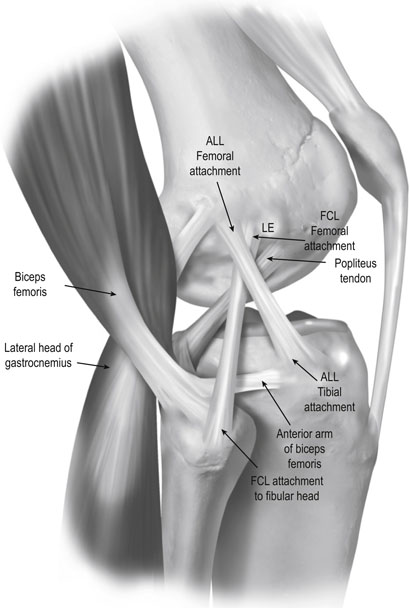 ALL
Femoral
attachment
LE
FCL
Femoral
attachment
Popliteus
tendon
Biceps
femoris
Lateral head of
gastrocnemius
ALL
Tibial
attachment
Anterior arm
of biceps
femoris
FCL attachment
to fibular head